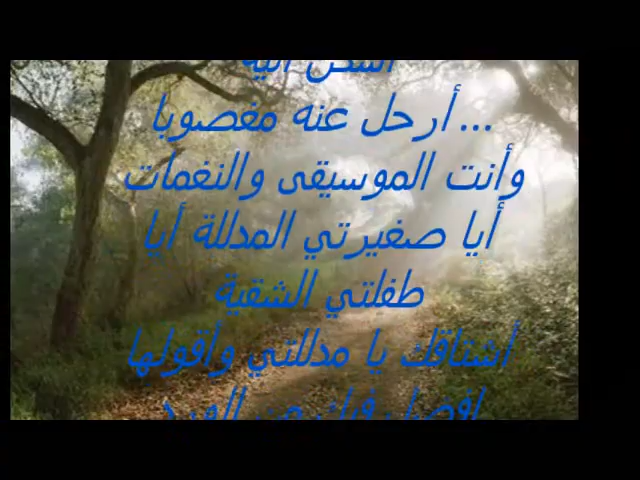 ... أرحل عنه مغصوبا
وأنت الموسيقى والنغمات
أيا صغيرتي المدللة أيا
طفلتي الشقية
أشتاقك يا مدللتي وأقولها